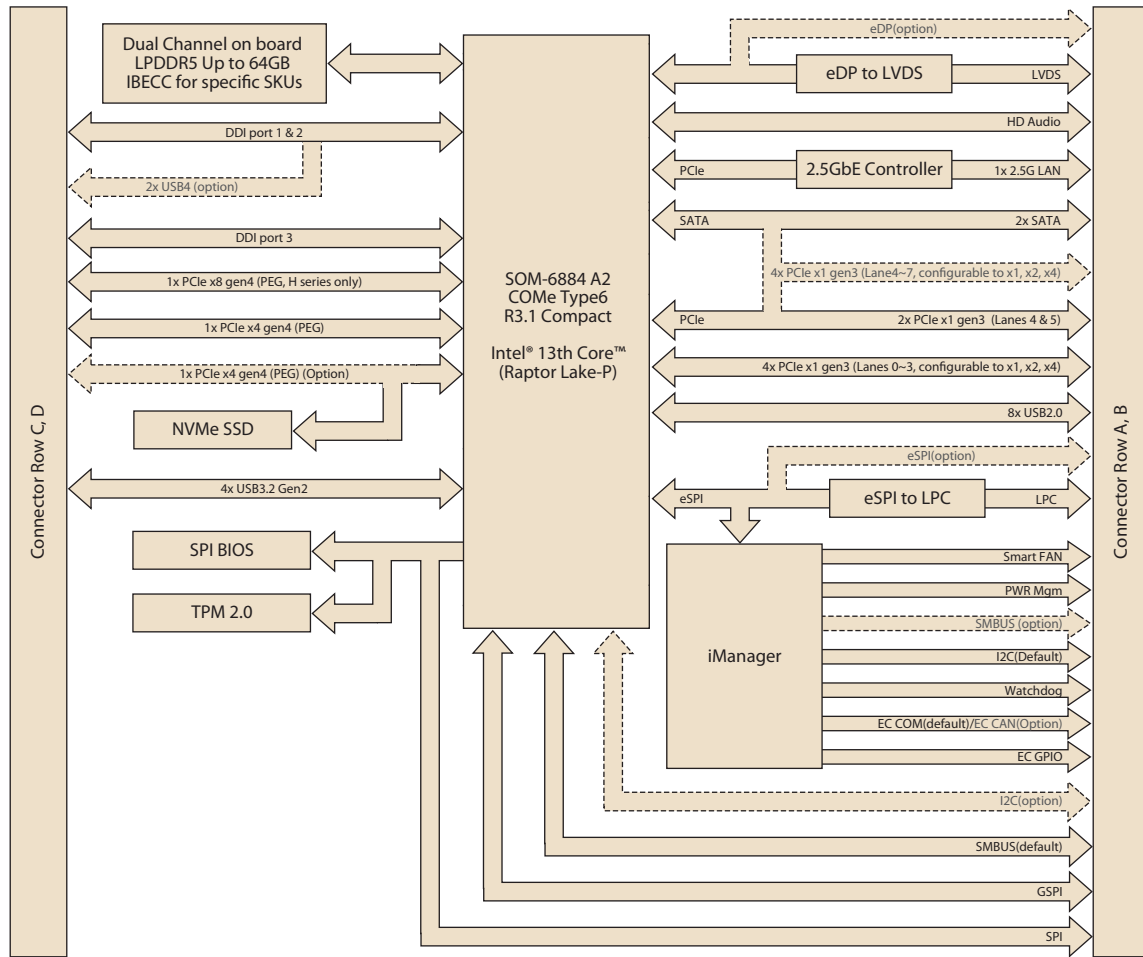 Connector Row C, D
Dual Channel on board
LPDDR5 Up to 64GB
IBECC for specific SKUs
DDI port 1 & 2
2x USB4 (option)
DDI port 3
1x PCIe x8 gen4 (PEG, H series only)
1x PCIe x4 gen4 (PEG)
1x PCIe x4 gen4 (PEG) (Option)
NVMe SSD
4x USB3.2 Gen2
SPI BIOS
TPM 2.0
SOM-6884 A2
COMe Type6
R3.1 Compact
Intel® 13th Core™
(Raptor Lake-P)
eDP(option)
eDP to LVDS
LVDS
HD Audio
PCIe
2.5GbE Controller
1x 2.5G LAN
SATA
2x SATA
4x PCIe x1 gen3 (Lane4~7, configurable to x1, x2, x4)
PCIe
2x PCIe x1 gen3 (Lanes 4 & 5)
4x PCIe x1 gen3 (Lanes 0~3, configurable to x1, x2, x4)
8x USB2.0
eSPI(option)
eSPI
eSPI to LPC
LPC
iManager
Smart FAN
PWR Mgm
SMBUS (option)
I2C(Default)
Watchdog
EC COM(default)/EC CAN(Option)
EC GPIO
I2C(option)
SMBUS(default)
GSPI
SPI
Connector Row A, B